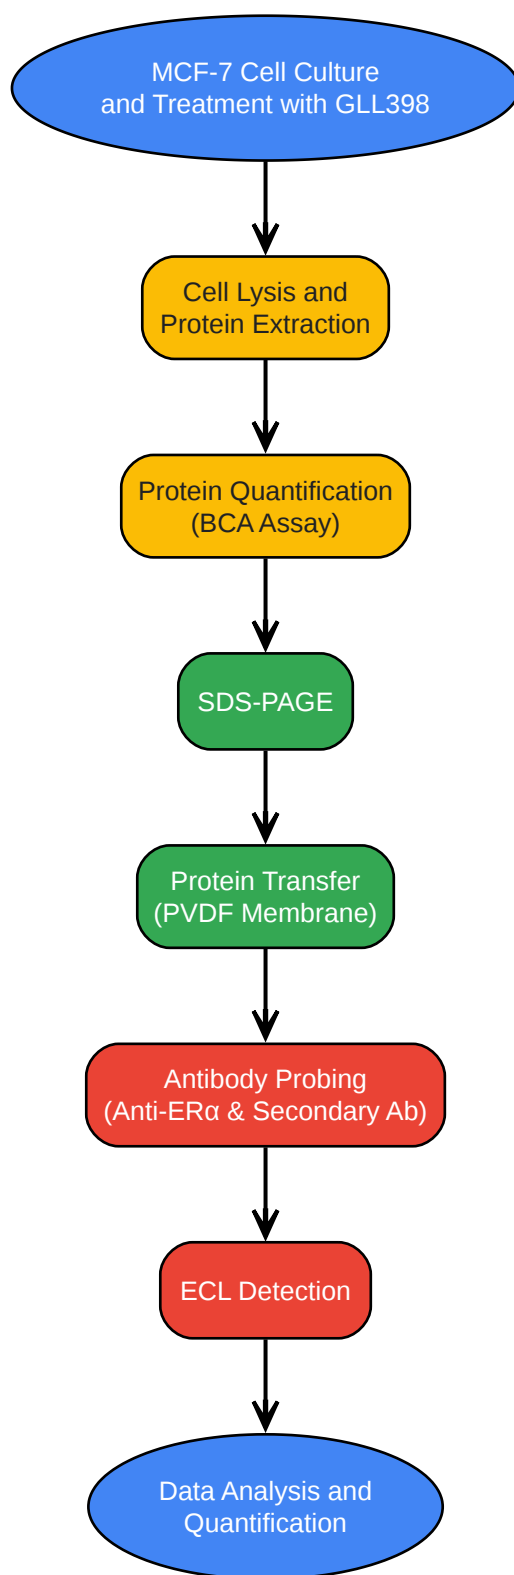 MCF-7 Cell Culture
and Treatment with GLL398
Cell Lysis and
Protein Extraction
Protein Quantification
(BCA Assay)
SDS-PAGE
Protein Transfer
(PVDF Membrane)
Antibody Probing
(Anti-ERα & Secondary Ab)
ECL Detection
Data Analysis and
Quantification